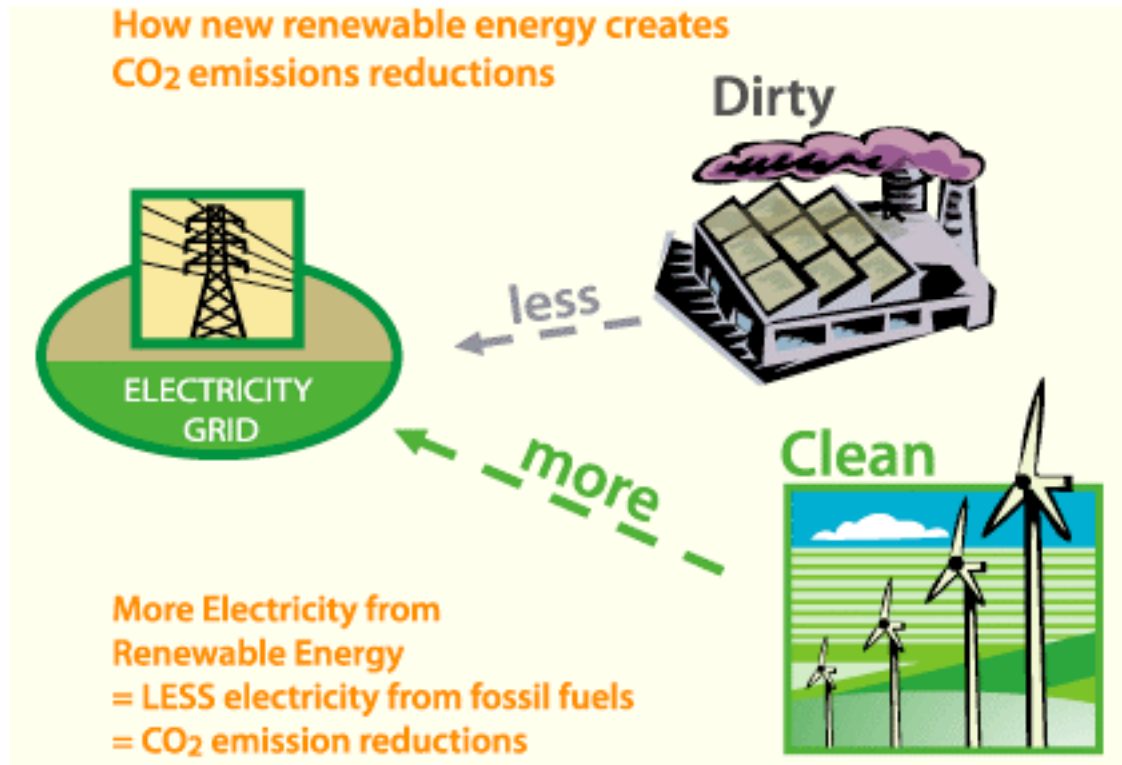 How new renewable energy creates
CO2 emissions reductions
Dirty
less
ELECTRICITY
GRID
more
Clean
More Electricity from
Renewable Energy
= LESS electricity from fossil fuels
= CO2 emission reductions